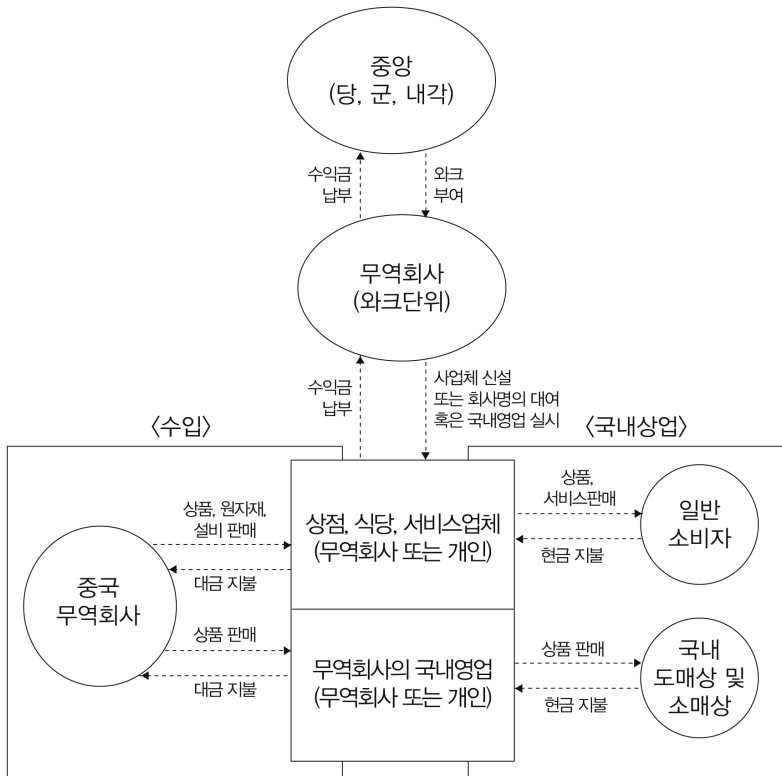 중앙
(당, 군, 내각)
수익금
납부
와크
부여
무역회사
(와크단위)
수익금
납부
사업체 신설
또는 회사명의 대여
혹은 국내영업 실시
〈수입〉
〈국내상업〉
상품, 원자재,
설비 판매
대금 지불
중국
무역회사
상품 판매
대금 지불
상점, 식당, 서비스업체
(무역회사 또는 개인)
무역회사의 국내영업
(무역회사 또는 개인)
상품,
서비스판매
현금 지불
일반
소비자
상품 판매
현금 지불
국내
도매상 및
소매상